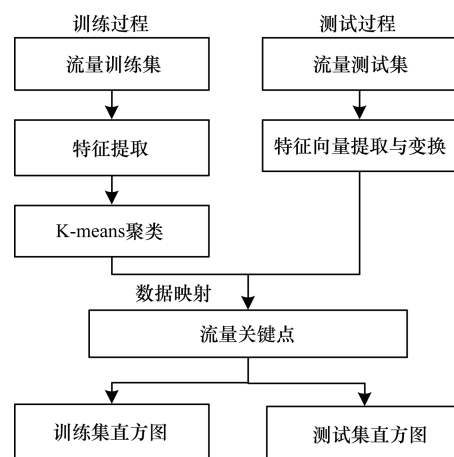 训练过程
测试过程
流量训练集
流量测试集
特征提取
特征向量提取与变换
K-means聚类
数据映射
流量关键点
训练集直方图
测试集直方图